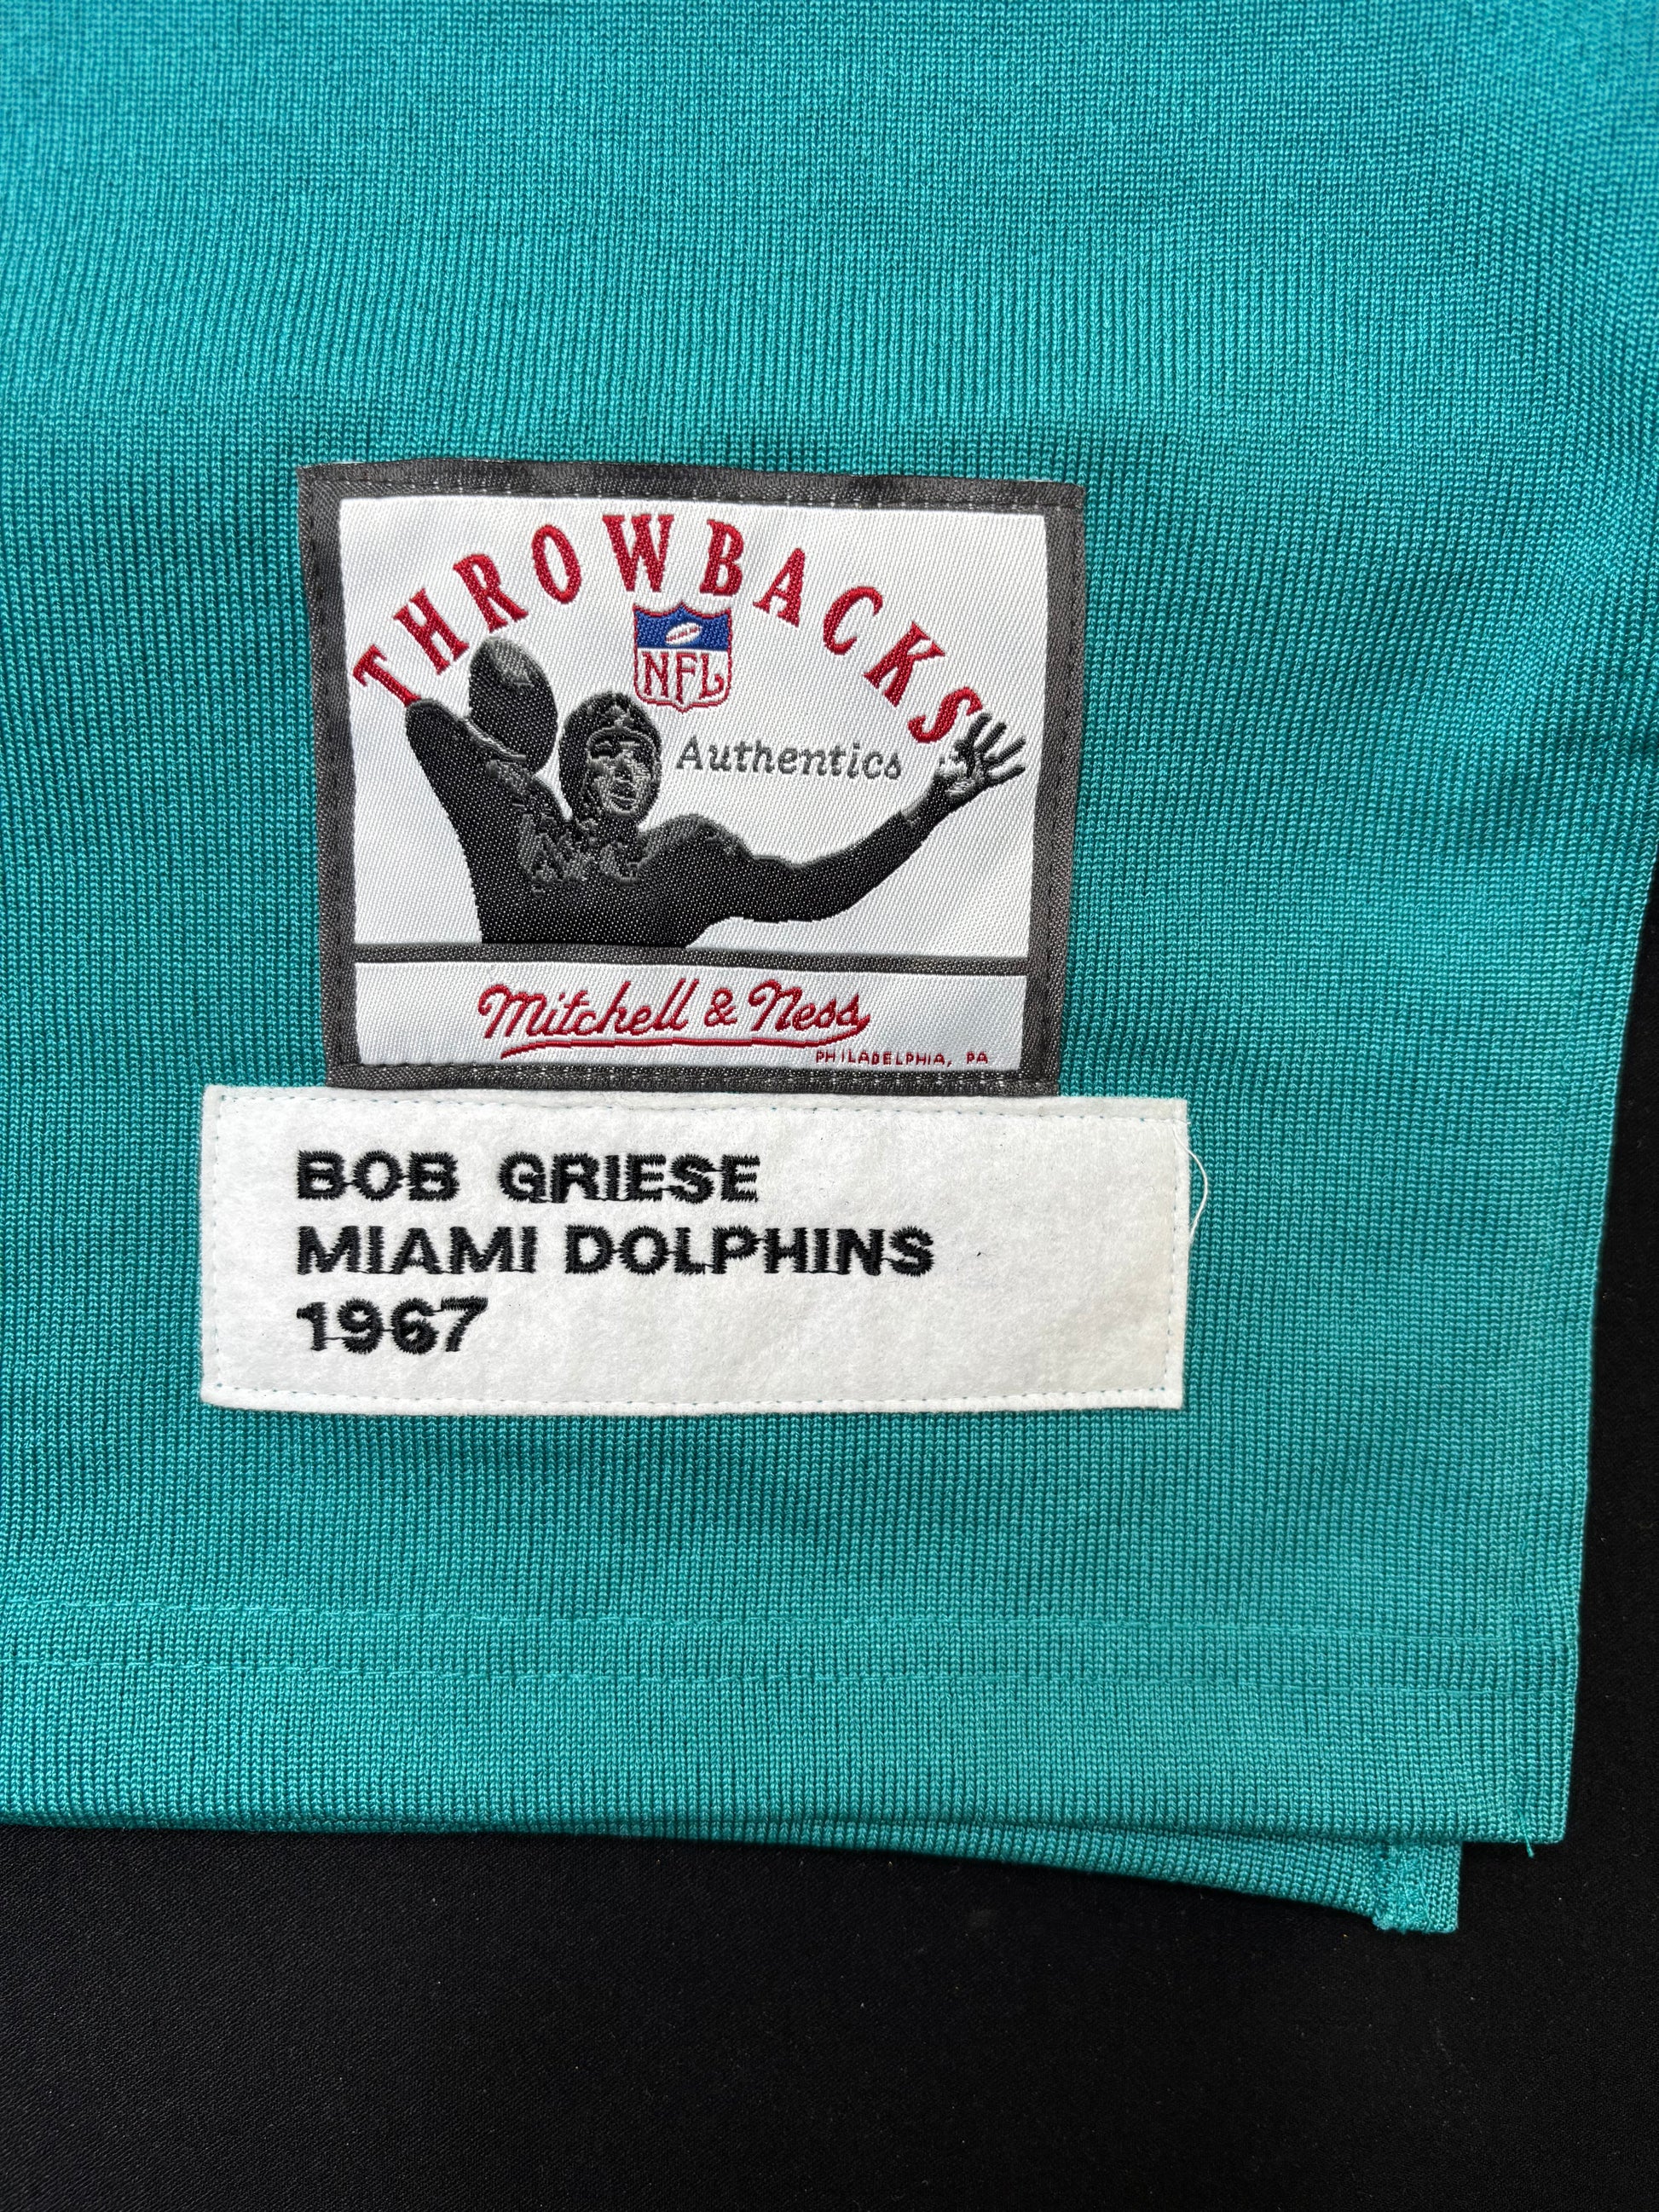 THROWBACKS
NFL
Authentics
Mitchell & Ness
PHILADELPHIA, PA
BOB GRIESE
MIAMI DOLPHINS
1967